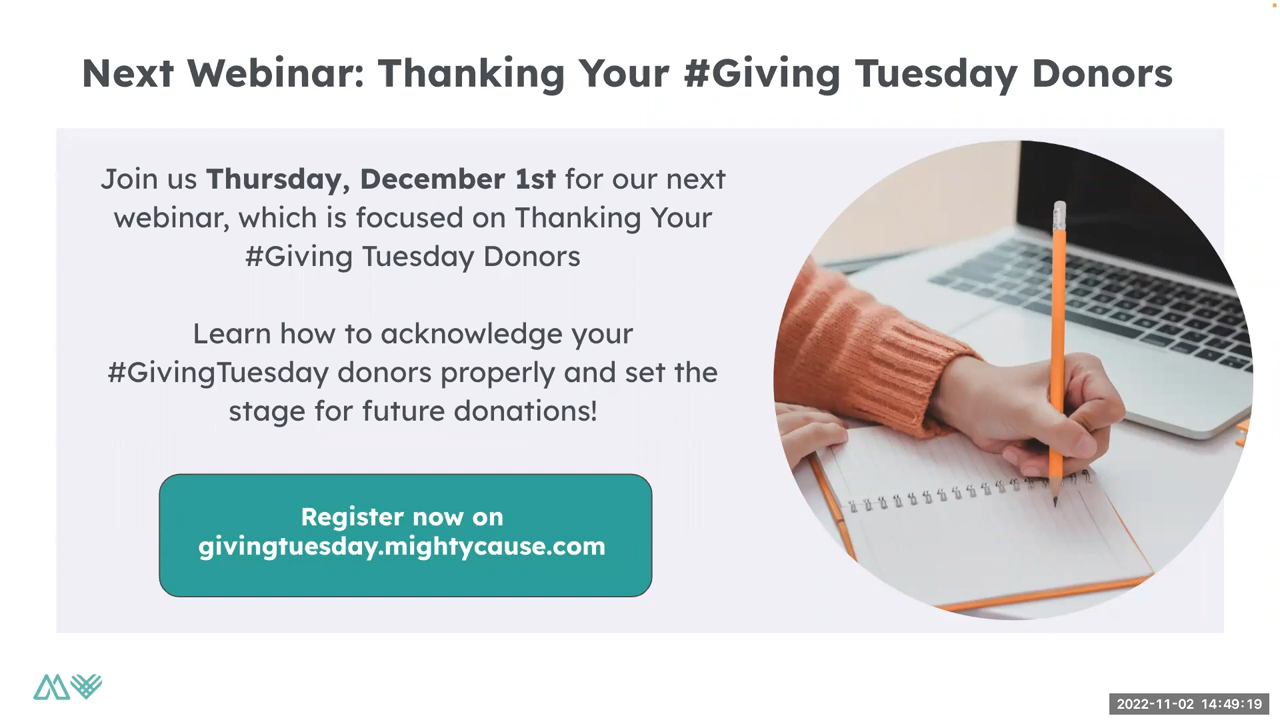 Next Webinar: Thanking Your #Giving Tuesday Donors
Join us Thursday, December 1st for our next
webinar, which is focused on Thanking Your
#Giving Tuesday Donors
Learn how to acknowledge your
#GivingTuesday donors properly and set the
stage for future donations!
Register now on
givingtuesday.mightycause.com
2022-11-02 14:49:19